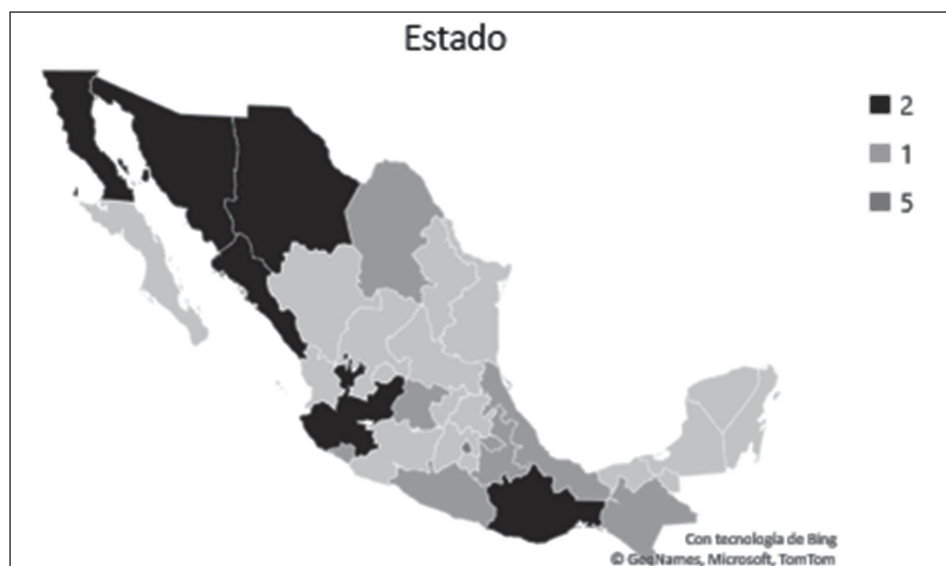 Estado
2
1
5
Con tecnología de Bing
© GeoNames, Microsoft, TomTom